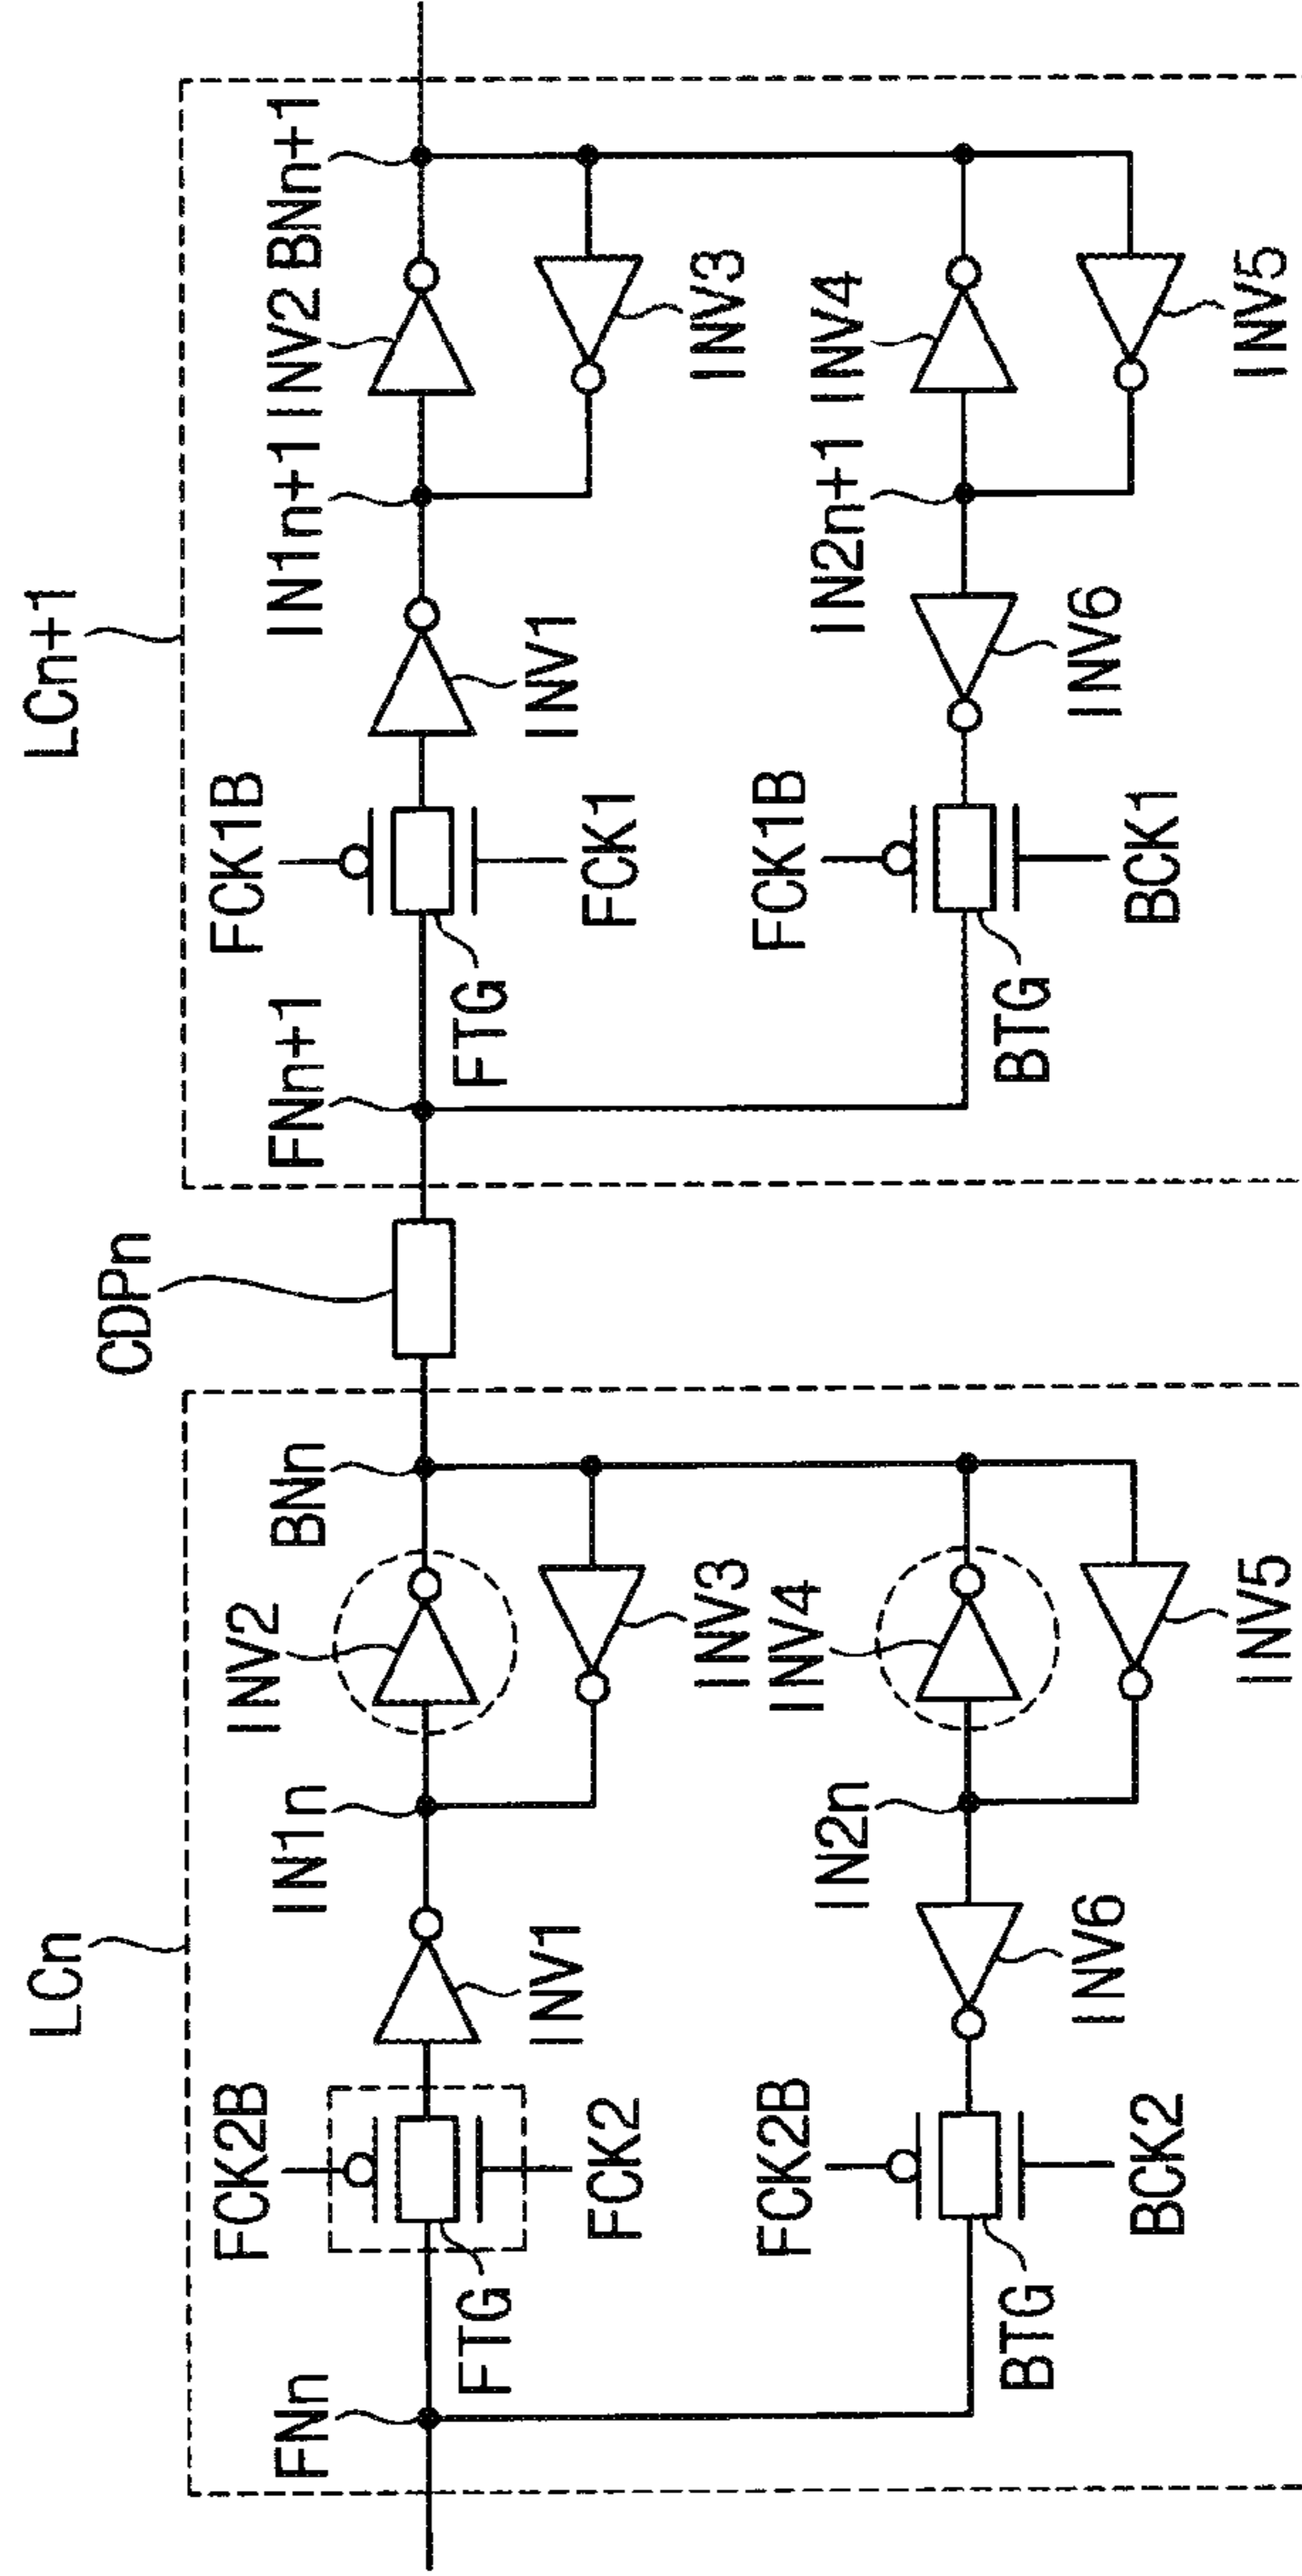 LCn
LCn+1
CDPn
FNn
FCK2B
FTG
FCK2
INV1
IN1n
INV2
BNn
INV3
FCK2B
BTG
BCK2
INV6
IN2n
INV4
INV5
FNn+1
FCK1B
FTG
FCK1
INV1
IN1n+1
INV2
BNn+1
INV3
FCK1B
BTG
BCK1
INV6
IN2n+1
INV4
INV5